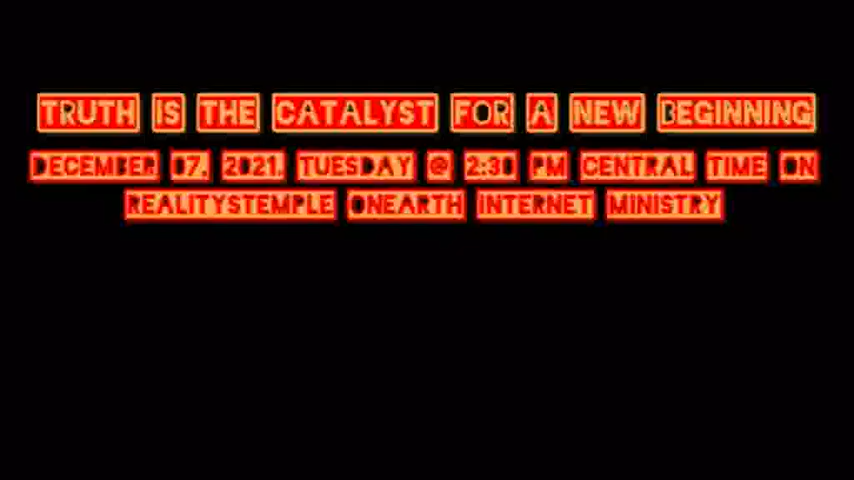 TRUTH IS THE CATALYST FOR A NEW BEGINNING
DECEMBER 07, 2021, TUESDAY @ 2:30 PM CENTRAL TIME ON
REALITYSTEMPLE ONEARTH INTERNET MINISTRY